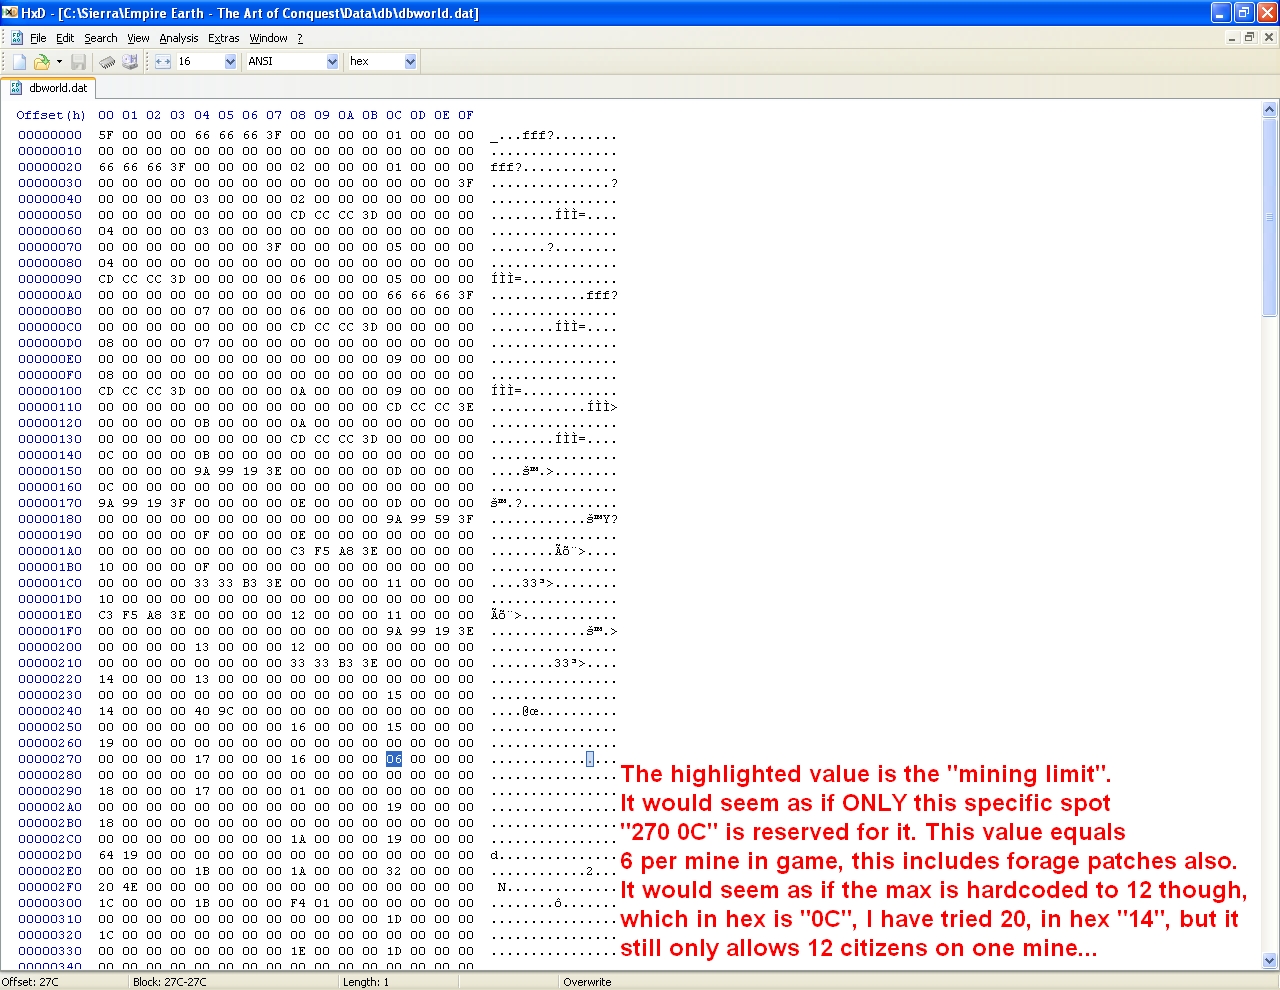 HxD - [C:\Sierra\Empire Earth - The Art of Conquest\Data\db\dbworld.dat]
File Edit Search View Analysis Extras Window ?
16 ANSI hex
dbworld.dat
Offset(h) 00 01 02 03 04 05 06 07 08 09 0A 0B 0C 0D 0E 0F
00000000 5F 00 00 00 66 66 66 3F 00 00 00 00 01 00 00 00 _...fff?........
00000010 00 00 00 00 00 00 00 00 00 00 00 00 00 00 00 00 ................
00000020 66 66 66 3F 00 00 00 00 02 00 00 00 01 00 00 00 fff?............
00000030 00 00 00 00 00 00 00 00 00 00 00 00 00 00 00 3F ...............?
00000040 00 00 00 00 03 00 00 00 02 00 00 00 00 00 00 00 ................
00000050 00 00 00 00 00 00 00 00 CD CC CC 3D 00 00 00 00 ........ÍÌÌ=....
00000060 04 00 00 00 03 00 00 00 00 00 00 00 00 00 00 00 ................
00000070 00 00 00 00 00 00 00 3F 00 00 00 00 05 00 00 00 .......?........
00000080 04 00 00 00 00 00 00 00 00 00 00 00 00 00 00 00 ................
00000090 CD CC CC 3D 00 00 00 00 06 00 00 00 05 00 00 00 ÍÌÌ=............
000000A0 00 00 00 00 00 00 00 00 00 00 00 00 66 66 66 3F ............fff?
000000B0 00 00 00 00 07 00 00 00 06 00 00 00 00 00 00 00 ................
000000C0 00 00 00 00 00 00 00 00 CD CC CC 3D 00 00 00 00 ........ÍÌÌ=....
000000D0 08 00 00 00 07 00 00 00 00 00 00 00 00 00 00 00 ................
000000E0 00 00 00 00 00 00 00 00 00 00 00 00 09 00 00 00 ................
000000F0 08 00 00 00 00 00 00 00 00 00 00 00 00 00 00 00 ................
00000100 CD CC CC 3D 00 00 00 00 0A 00 00 00 09 00 00 00 ÍÌÌ=............
00000110 00 00 00 00 00 00 00 00 00 00 00 00 CD CC CC 3E ............ÍÌÌ>
00000120 00 00 00 00 0B 00 00 00 0A 00 00 00 00 00 00 00 ................
00000130 00 00 00 00 00 00 00 00 CD CC CC 3D 00 00 00 00 ........ÍÌÌ=....
00000140 0C 00 00 00 0B 00 00 00 00 00 00 00 00 00 00 00 ................
00000150 00 00 00 00 9A 99 19 3E 00 00 00 00 0D 00 00 00 ....š™.>........
00000160 0C 00 00 00 00 00 00 00 00 00 00 00 00 00 00 00 ................
00000170 9A 99 19 3F 00 00 00 00 0E 00 00 00 0D 00 00 00 š™.?............
00000180 00 00 00 00 00 00 00 00 00 00 00 00 9A 99 59 3F ............š™Y?
00000190 00 00 00 00 0F 00 00 00 0E 00 00 00 00 00 00 00 ................
000001A0 00 00 00 00 00 00 00 00 C3 F5 A8 3E 00 00 00 00 ........Ãõ¨>....
000001B0 10 00 00 00 0F 00 00 00 00 00 00 00 00 00 00 00 ................
000001C0 00 00 00 00 33 33 B3 3E 00 00 00 00 11 00 00 00 ....33³>........
000001D0 10 00 00 00 00 00 00 00 00 00 00 00 00 00 00 00 ................
000001E0 C3 F5 A8 3E 00 00 00 00 12 00 00 00 11 00 00 00 Ãõ¨>............
000001F0 00 00 00 00 00 00 00 00 00 00 00 00 9A 99 19 3E ............š™.>
00000200 00 00 00 00 13 00 00 00 12 00 00 00 00 00 00 00 ................
00000210 00 00 00 00 00 00 00 00 33 33 B3 3E 00 00 00 00 ........33³>....
00000220 14 00 00 00 13 00 00 00 00 00 00 00 00 00 00 00 ................
00000230 00 00 00 00 00 00 00 00 00 00 00 00 15 00 00 00 ................
00000240 14 00 00 00 40 9C 00 00 00 00 00 00 00 00 00 00 ....@œ..........
00000250 00 00 00 00 00 00 00 00 16 00 00 00 15 00 00 00 ................
00000260 19 00 00 00 00 00 00 00 00 00 00 00 00 00 00 00 ................
00000270 00 00 00 00 17 00 00 00 16 00 00 00 06 00 00 00 ................
00000280 00 00 00 00 00 00 00 00 00 00 00 00 00 00 00 00 ................
00000290 18 00 00 00 17 00 00 00 01 00 00 00 00 00 00 00 ................
000002A0 00 00 00 00 00 00 00 00 00 00 00 00 19 00 00 00 ................
000002B0 18 00 00 00 00 00 00 00 00 00 00 00 00 00 00 00 ................
000002C0 00 00 00 00 00 00 00 00 1A 00 00 00 19 00 00 00 ................
000002D0 64 19 00 00 00 00 00 00 00 00 00 00 00 00 00 00 d...............
000002E0 00 00 00 00 1B 00 00 00 1A 00 00 00 32 00 00 00 ............2...
000002F0 20 4E 00 00 00 00 00 00 00 00 00 00 00 00 00 00  N..............
00000300 1C 00 00 00 1B 00 00 00 F4 01 00 00 00 00 00 00 ........ô.......
00000310 00 00 00 00 00 00 00 00 00 00 00 00 1D 00 00 00 ................
00000320 1C 00 00 00 00 00 00 00 00 00 00 00 00 00 00 00 ................
00000330 00 00 00 00 00 00 00 00 1E 00 00 00 1D 00 00 00 ................
00000340 00 00 00 00 00 00 00 00 00 00 00 00 00 00 00 00 ................
The highlighted value is the "mining limit".
It would seem as if ONLY this specific spot
"270 0C" is reserved for it. This value equals
6 per mine in game, this includes forage patches also.
It would seem as if the max is hardcoded to 12 though,
which in hex is "0C", I have tried 20, in hex "14", but it
still only allows 12 citizens on one mine...
Offset: 27C Block: 27C-27C Length: 1 Overwrite